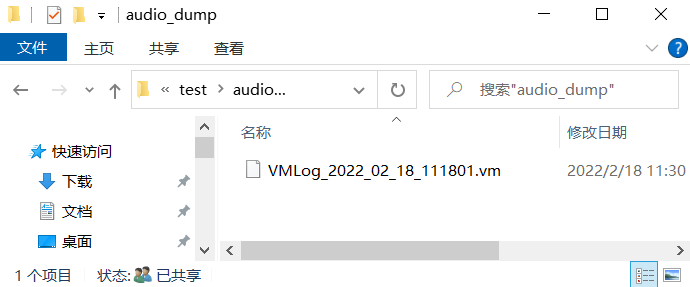 audio_dump
文件 主页 共享 查看
« test › audio... 搜索"audio_dump"
名称 修改日期
快速访问
下载
文档
桌面
VMLog_2022_02_18_111801.vm 2022/2/18 11:30
1 个项目 状态: 已共享